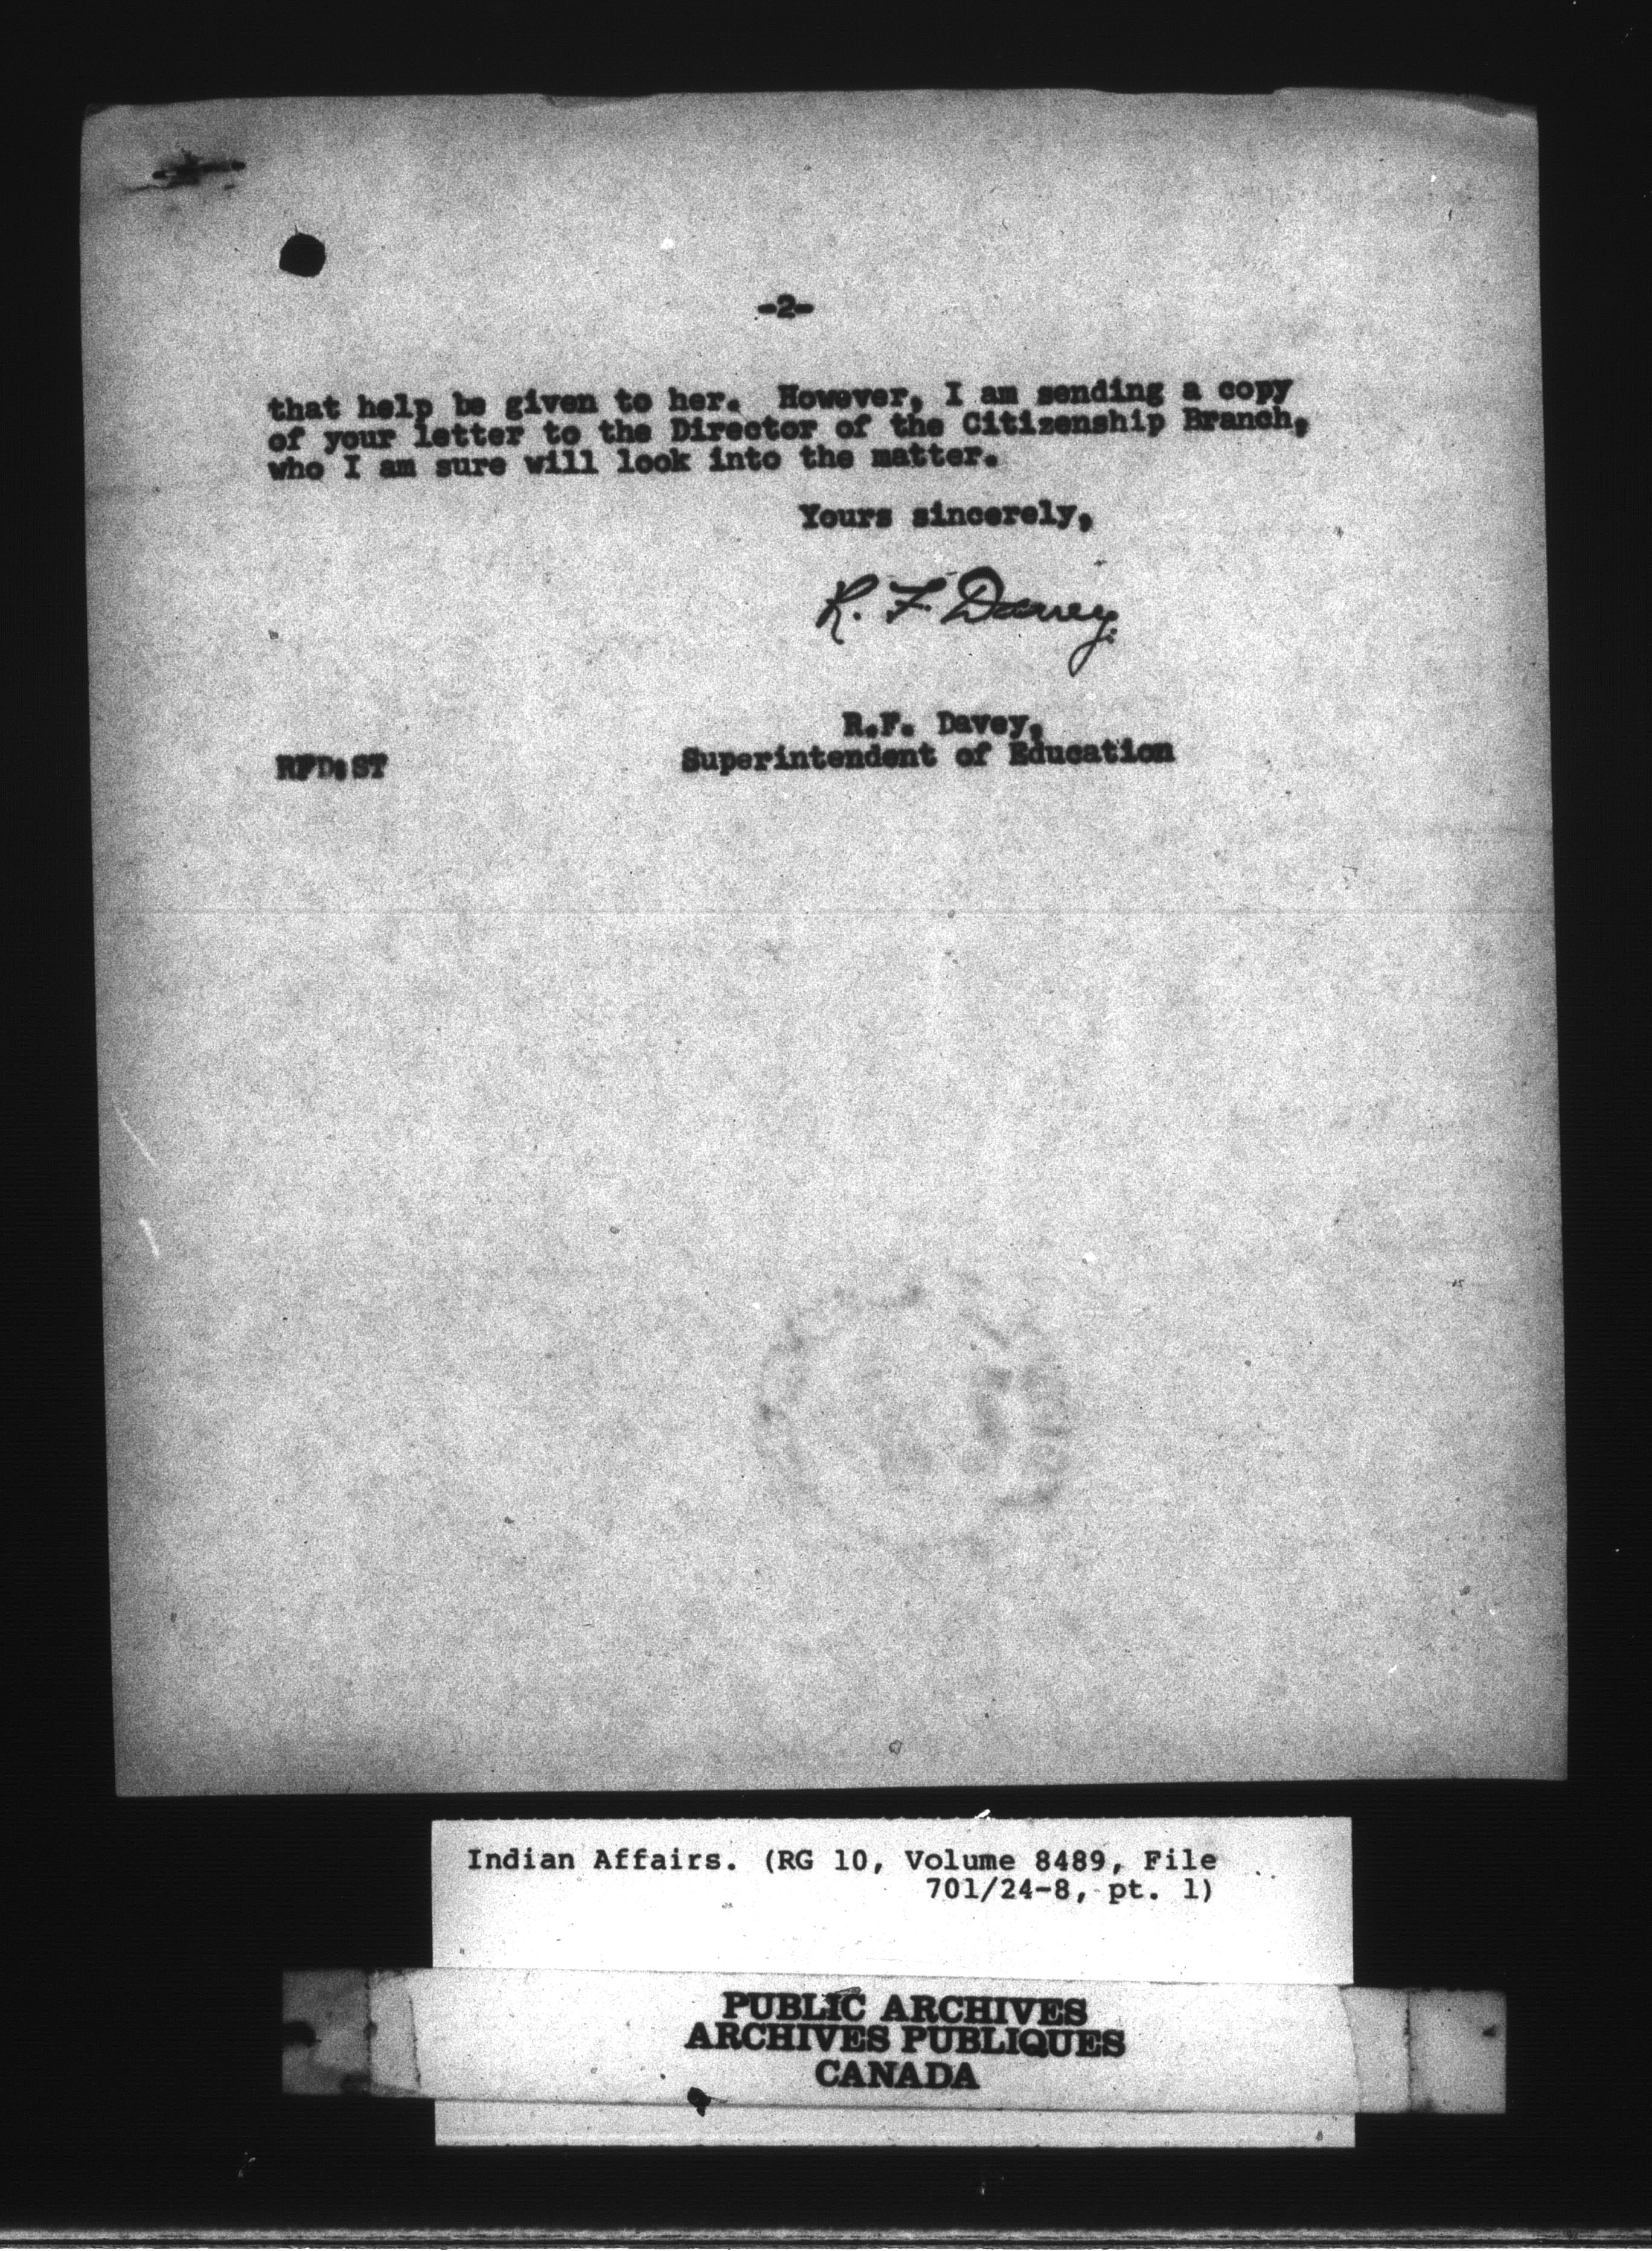 -2-
that help be given to her. However, I am sending a copy
of your letter to the Director of the Citizenship Branch,
who I am sure will look into the matter.
Yours sincerely,
R. F. Davey.
R.F. Davey,
RFD:ST Superintendent of Education
Indian Affairs. (RG 10, Volume 8489, File
701/24-8, pt. 1)
PUBLIC ARCHIVES
ARCHIVES PUBLIQUES
CANADA